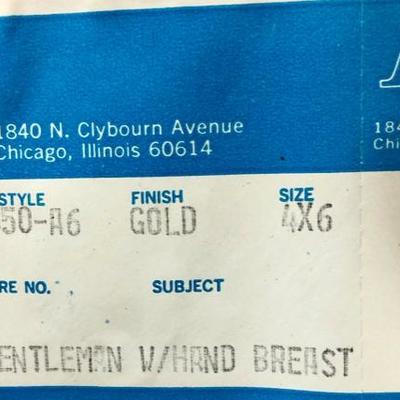 1840 N. Clybourn Avenue
Chicago, Illinois 60614
184
Chi
STYLE FINISH SIZE
50-A6 GOLD 4X6
RE NO. SUBJECT
ENTLEMAN W/HAND BREAST